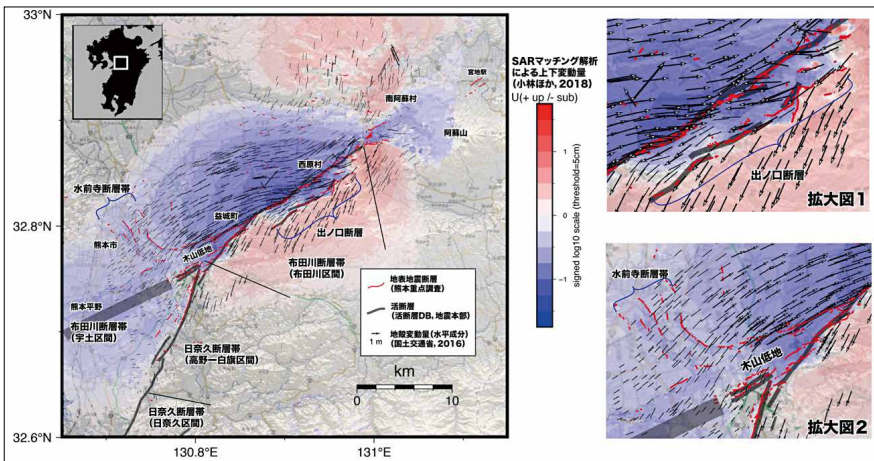 33°N
32.8°N
32.6°N
130.8°E
131°E
宮地駅
南阿蘇村
阿蘇山
西原村
水前寺断層帯
益城町
熊本市
出ノ口断層
木山低地
布田川断層帯
(布田川区間)
熊本平野
布田川断層帯
(宇土区間)
日奈久断層帯
(高野ー白旗区間)
日奈久断層帯
(日奈久区間)
地表地震断層
(熊本重点調査)
活断層
(活断層DB, 地震本部)
1 m
地殻変動量(水平成分)
(国土交通省, 2016)
km
0
10
SARマッチング解析
による上下変動量
(小林ほか, 2018)
U(+ up /- sub)
1
0
−1
signed log10 scale (threshold=5cm)
出ノ口断層
拡大図1
水前寺断層帯
木山低地
拡大図2